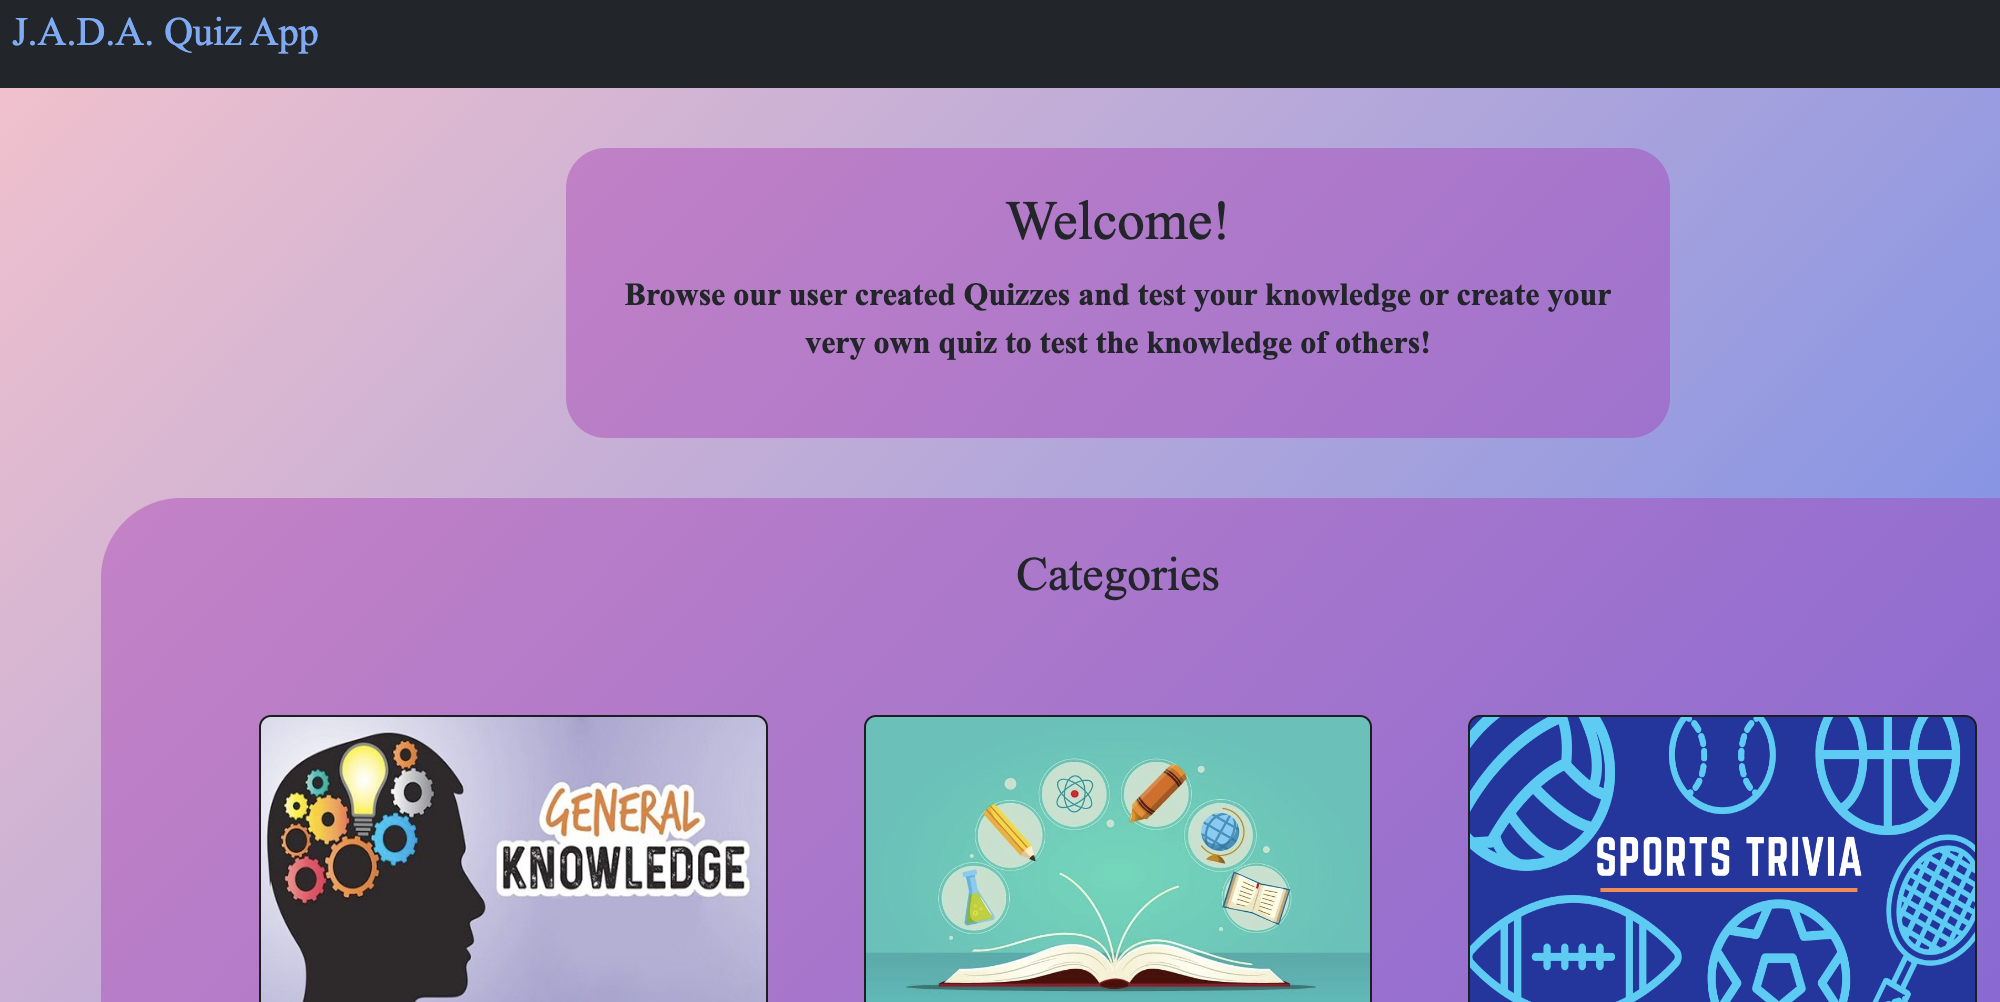 J.A.D.A. Quiz App
Welcome!
Browse our user created Quizzes and test your knowledge or create your
very own quiz to test the knowledge of others!
Categories
GENERAL
KNOWLEDGE
SPORTS TRIVIA